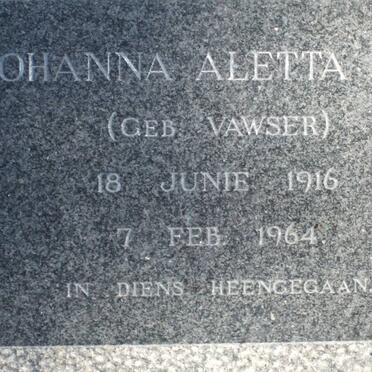 OHANNA ALETTA
(GEB. VAWSER)
18 JUNIE 1916
7 FEB. 1964.
IN DIENS HEENGEGAAN.